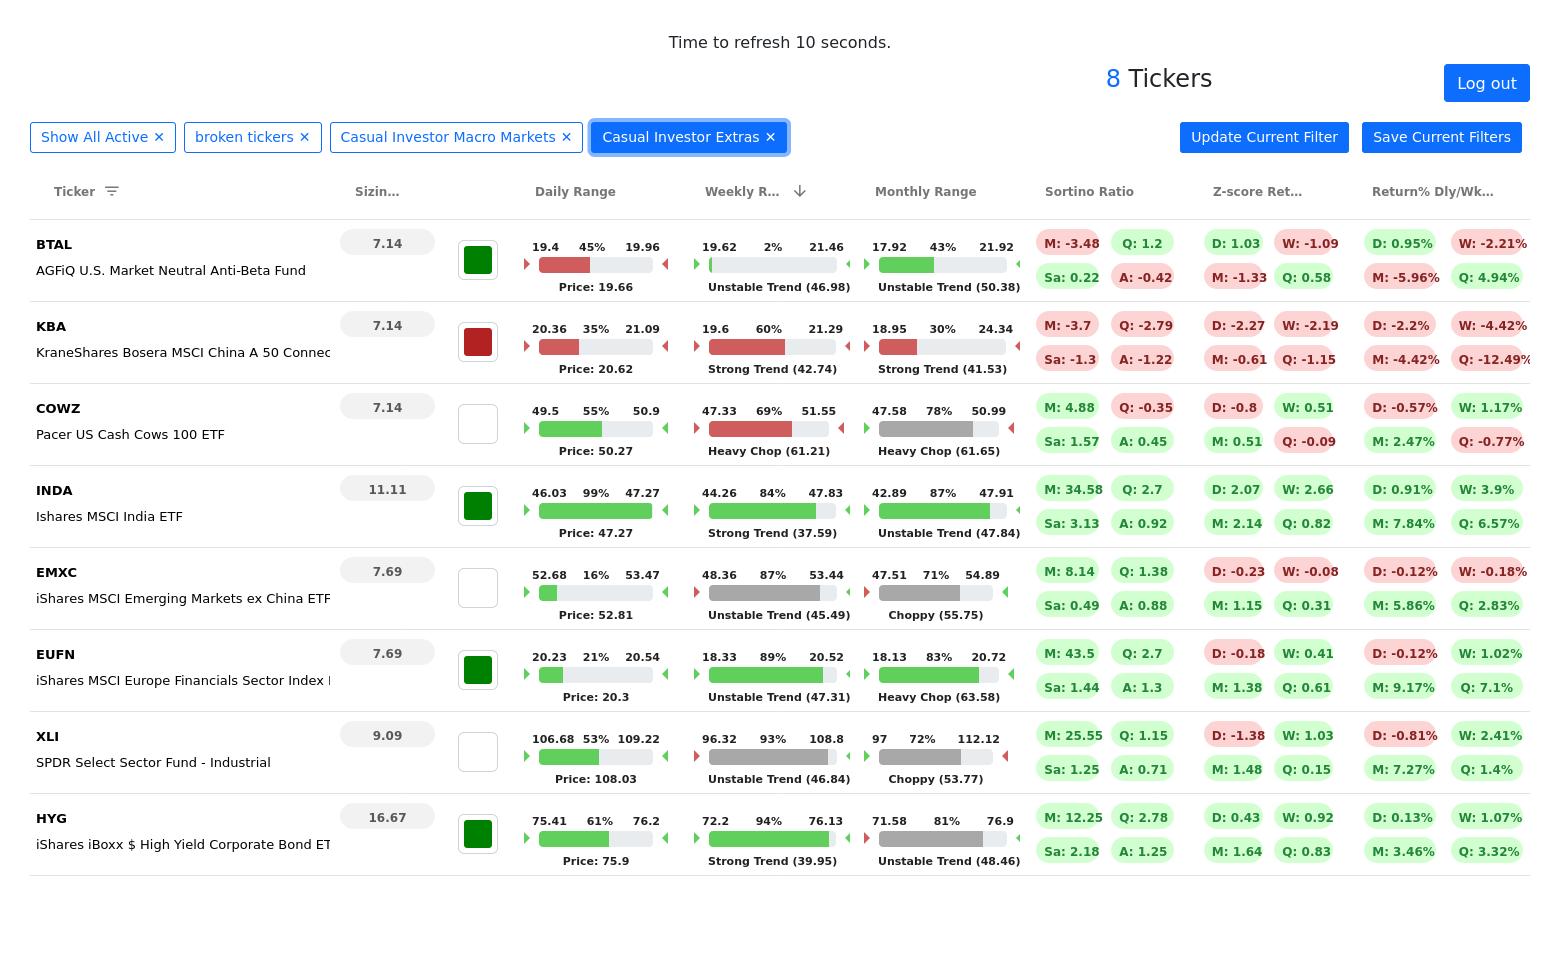 Time to refresh 10 seconds.
8 Tickers
Log out
Show All Active ✕ broken tickers ✕ Casual Investor Macro Markets ✕ Casual Investor Extras ✕ Update Current Filter Save Current Filters
Ticker Sizin... Daily Range Weekly R... Monthly Range Sortino Ratio Z-score Ret... Return% Dly/Wk...
BTAL 7.14 19.4 45% 19.96 19.62 2% 21.46 17.92 43% 21.92 M: -3.48 Q: 1.2 D: 1.03 W: -1.09 D: 0.95% W: -2.21%
AGFiQ U.S. Market Neutral Anti-Beta Fund Price: 19.66 Unstable Trend (46.98) Unstable Trend (50.38) Sa: 0.22 A: -0.42 M: -1.33 Q: 0.58 M: -5.96% Q: 4.94%
KBA 7.14 20.36 35% 21.09 19.6 60% 21.29 18.95 30% 24.34 M: -3.7 Q: -2.79 D: -2.27 W: -2.19 D: -2.2% W: -4.42%
KraneShares Bosera MSCI China A 50 Connec Price: 20.62 Strong Trend (42.74) Strong Trend (41.53) Sa: -1.3 A: -1.22 M: -0.61 Q: -1.15 M: -4.42% Q: -12.49%
COWZ 7.14 49.5 55% 50.9 47.33 69% 51.55 47.58 78% 50.99 M: 4.88 Q: -0.35 D: -0.8 W: 0.51 D: -0.57% W: 1.17%
Pacer US Cash Cows 100 ETF Price: 50.27 Heavy Chop (61.21) Heavy Chop (61.65) Sa: 1.57 A: 0.45 M: 0.51 Q: -0.09 M: 2.47% Q: -0.77%
INDA 11.11 46.03 99% 47.27 44.26 84% 47.83 42.89 87% 47.91 M: 34.58 Q: 2.7 D: 2.07 W: 2.66 D: 0.91% W: 3.9%
Ishares MSCI India ETF Price: 47.27 Strong Trend (37.59) Unstable Trend (47.84) Sa: 3.13 A: 0.92 M: 2.14 Q: 0.82 M: 7.84% Q: 6.57%
EMXC 7.69 52.68 16% 53.47 48.36 87% 53.44 47.51 71% 54.89 M: 8.14 Q: 1.38 D: -0.23 W: -0.08 D: -0.12% W: -0.18%
iShares MSCI Emerging Markets ex China ETF Price: 52.81 Unstable Trend (45.49) Choppy (55.75) Sa: 0.49 A: 0.88 M: 1.15 Q: 0.31 M: 5.86% Q: 2.83%
EUFN 7.69 20.23 21% 20.54 18.33 89% 20.52 18.13 83% 20.72 M: 43.5 Q: 2.7 D: -0.18 W: 0.41 D: -0.12% W: 1.02%
iShares MSCI Europe Financials Sector Index Price: 20.3 Unstable Trend (47.31) Heavy Chop (63.58) Sa: 1.44 A: 1.3 M: 1.38 Q: 0.61 M: 9.17% Q: 7.1%
XLI 9.09 106.68 53% 109.22 96.32 93% 108.8 97 72% 112.12 M: 25.55 Q: 1.15 D: -1.38 W: 1.03 D: -0.81% W: 2.41%
SPDR Select Sector Fund - Industrial Price: 108.03 Unstable Trend (46.84) Choppy (53.77) Sa: 1.25 A: 0.71 M: 1.48 Q: 0.15 M: 7.27% Q: 1.4%
HYG 16.67 75.41 61% 76.2 72.2 94% 76.13 71.58 81% 76.9 M: 12.25 Q: 2.78 D: 0.43 W: 0.92 D: 0.13% W: 1.07%
iShares iBoxx $ High Yield Corporate Bond ET Price: 75.9 Strong Trend (39.95) Unstable Trend (48.46) Sa: 2.18 A: 1.25 M: 1.64 Q: 0.83 M: 3.46% Q: 3.32%